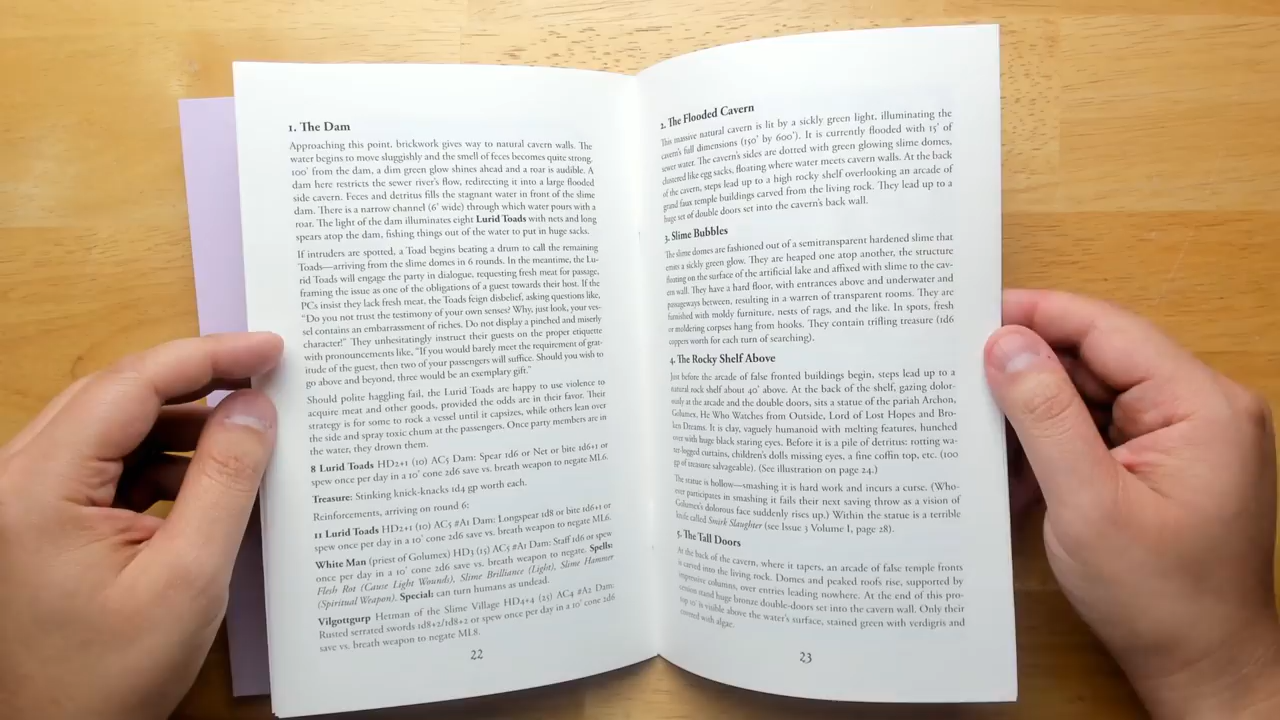 1. The Dam
Approaching this point, brickwork gives way to natural cavern walls. The
water begins to move sluggishly and the smell of feces becomes quite strong.
100' from the dam, a dim green glow shines ahead and a roar is audible. A
dam here restricts the sewer river's flow, redirecting it into a large flooded
side cavern. Feces and detritus fills the stagnant water in front of the slime
dam. There is a narrow channel (6' wide) through which water pours with a
roar. The light of the dam illuminates eight Lurid Toads with nets and long
spears atop the dam, fishing things out of the water to put in huge sacks.
If intruders are spotted, a Toad begins beating a drum to call the remaining
Toads—arriving from the slime domes in 6 rounds. In the meantime, the Lu-
rid Toads will engage the party in dialogue, requesting fresh meat for passage,
framing the issue as one of the obligations of a guest towards their host. If the
PCs insist they lack fresh meat, the Toads feign disbelief, asking questions like,
"Do you not trust the testimony of your own senses? Why, just look, your ves-
sel contains an embarrassment of riches. Do not display a pinched and miserly
character!" They unhesitatingly instruct their guests on the proper etiquette
with pronouncements like, "If you would barely meet the requirement of grat-
itude of the guest, then two of your passengers will suffice. Should you wish to
go above and beyond, three would be an exemplary gift."
Should polite haggling fail, the Lurid Toads are happy to use violence to
acquire meat and other goods, provided the odds are in their favor. Their
strategy is for some to rock a vessel until it capsizes, while others lean over
the side and spray toxic chum at the passengers. Once party members are in
the water, they drown them.
8 Lurid Toads HD2+1 (10) AC5 Dam: Spear 1d6 or Net or bite 1d6+1 or
spew once per day in a 10' cone 2d6 save vs. breath weapon to negate ML6.
Treasure: Stinking knick-knacks 1d4 gp worth each.
Reinforcements, arriving on round 6:
11 Lurid Toads HD2+1 (10) AC5 #A1 Dam: Longspear 1d8 or bite 1d6+1 or
spew once per day in a 10' cone 2d6 save vs. breath weapon to negate ML6.
White Man (priest of Golumex) HD3 (15) AC5 #A1 Dam: Staff 1d6 or spew
once per day in a 10' cone 2d6 save vs. breath weapon to negate. Spells:
Flesh Rot (Cause Light Wounds), Slime Brilliance (Light), Slime Hammer
(Spiritual Weapon). Special: can turn humans as undead.
Vilgottgurp Hetman of the Slime Village HD4+4 (25) AC4 #A2 Dam:
Rusted serrated swords 1d8+2/1d8+2 or spew once per day in a 10' cone 2d6
save vs. breath weapon to negate ML8.
22
2. The Flooded Cavern
This massive natural cavern is lit by a sickly green light, illuminating the
cavern's full dimensions (150' by 600'). It is currently flooded with 15' of
sewer water. The cavern's sides are dotted with green glowing slime domes,
clustered like egg sacks, floating where water meets cavern walls. At the back
of the cavern, steps lead up to a high rocky shelf overlooking an arcade of
grand faux temple buildings carved from the living rock. They lead up to a
huge set of double doors set into the cavern's back wall.
3. Slime Bubbles
The slime domes are fashioned out of a semitransparent hardened slime that
emits a sickly green glow. They are heaped one atop another, the structure
floating on the surface of the artificial lake and affixed with slime to the cav-
ern wall. They have a hard floor, with entrances above and underwater and
passageways between, resulting in a warren of transparent rooms. They are
furnished with moldy furniture, nests of rags, and the like. In spots, fresh
or moldering corpses hang from hooks. They contain trifling treasure (1d6
coppers worth for each turn of searching).
4. The Rocky Shelf Above
Just before the arcade of false fronted buildings begin, steps lead up to a
natural rock shelf about 40' above. At the back of the shelf, gazing dolor-
ously at the arcade and the double doors, sits a statue of the pariah Archon,
Golumex, He Who Watches from Outside, Lord of Lost Hopes and Bro-
ken Dreams. It is clay, vaguely humanoid with melting features, hunched
over with huge black staring eyes. Before it is a pile of detritus: rotting wa-
ter-logged curtains, children's dolls missing eyes, a fine coffin top, etc. (100
gp of treasure salvageable). (See illustration on page 24.)
The statue is hollow—smashing it is hard work and incurs a curse. (Who-
ever participates in smashing it fails their next saving throw as a vision of
Golumex's dolorous face suddenly rises up.) Within the statue is a terrible
knife called Smirk Slaughter (see Issue 3 Volume 1, page 28).
5. The Tall Doors
At the back of the cavern, where it tapers, an arcade of false temple fronts
is carved into the living rock. Domes and peaked roofs rise, supported by
impressive columns, over entries leading nowhere. At the end of this pro-
cession stand huge bronze double-doors set into the cavern wall. Only their
top 10' is visible above the water's surface, stained green with verdigris and
covered with algae.
23